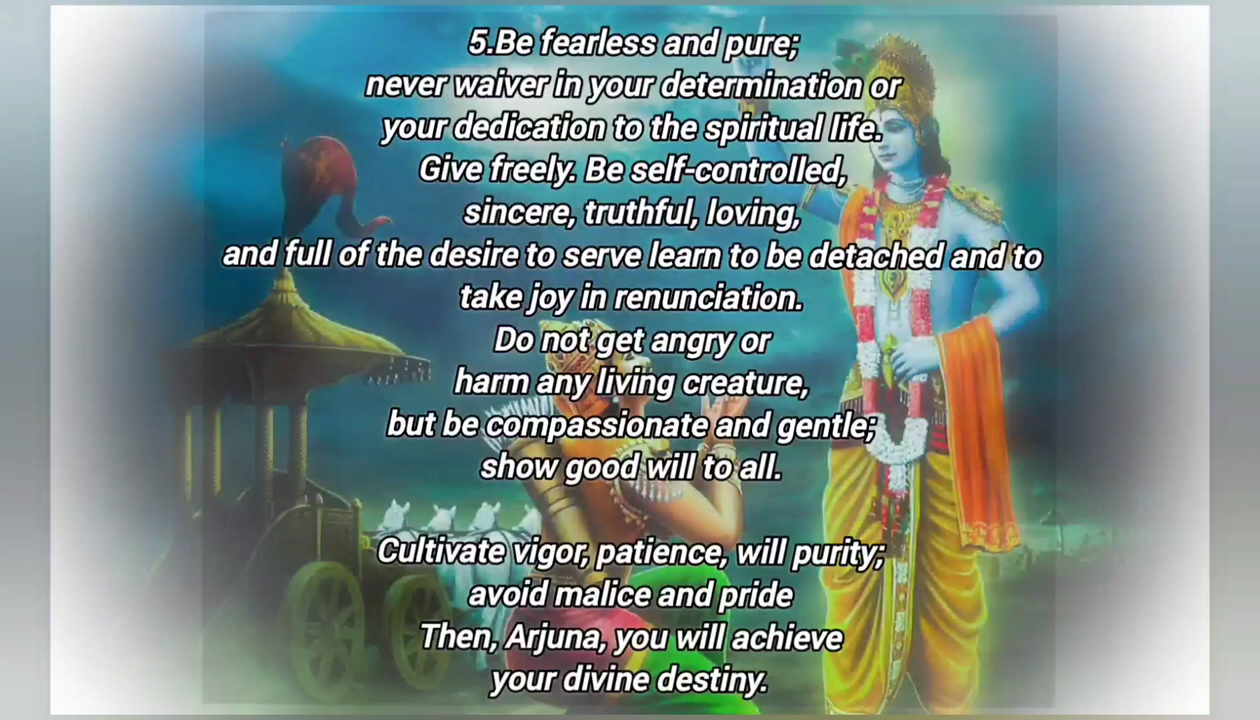 5.Be fearless and pure;
never waiver in your determination or
your dedication to the spiritual life.
Give freely. Be self-controlled,
sincere, truthful, loving,
and full of the desire to serve learn to be detached and to
take joy in renunciation.
Do not get angry or
harm any living creature,
but be compassionate and gentle;
show good will to all.
Cultivate vigor, patience, will purity;
avoid malice and pride
Then, Arjuna, you will achieve
your divine destiny.